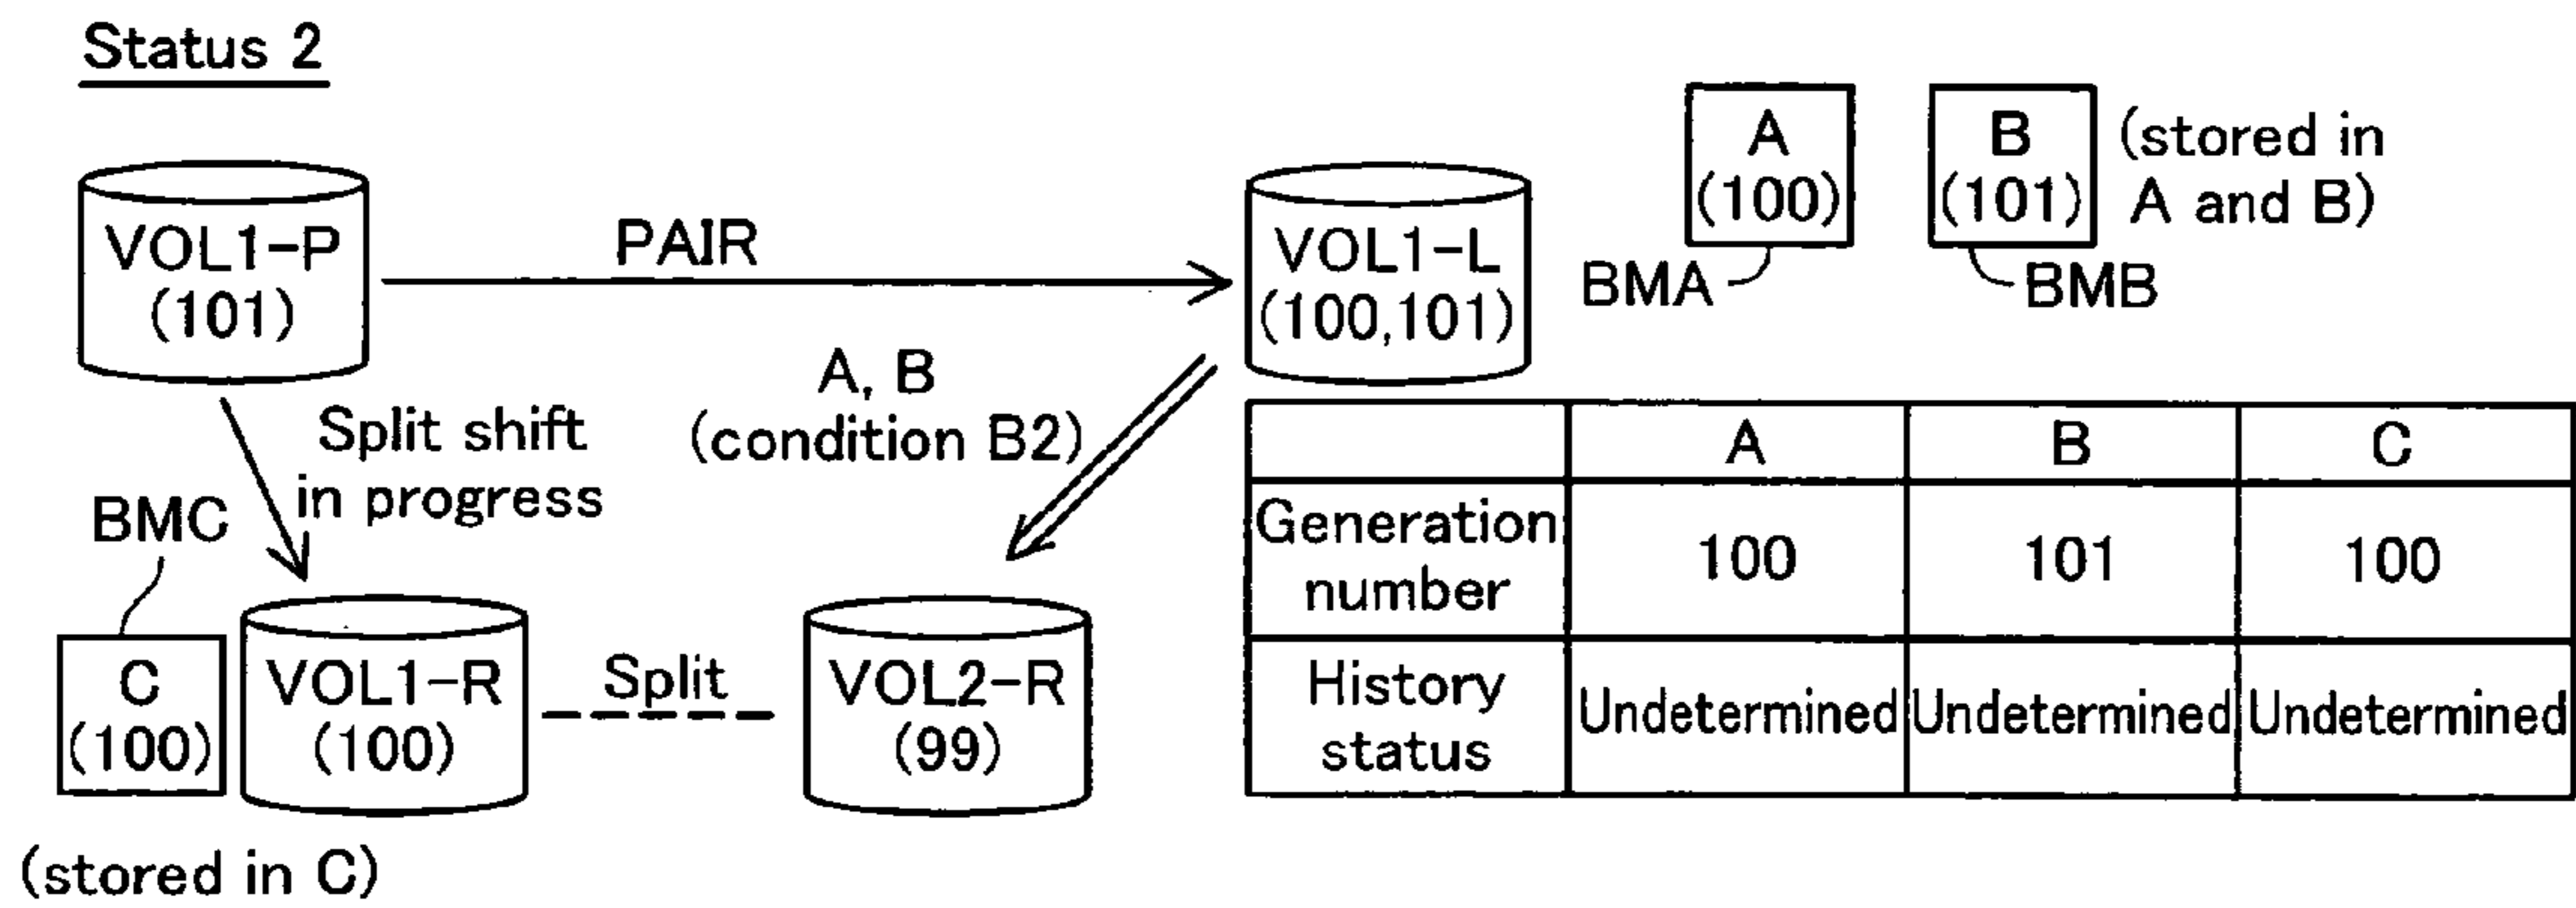 Status 2
A
(100)
B
(101)
(stored in
A and B)
BMA
BMB
VOL1-P
(101)
PAIR
VOL1-L
(100,101)
A, B
(condition B2)
Split shift
in progress
BMC
C
(100)
VOL1-R
(100)
Split
VOL2-R
(99)
(stored in C)
A B C
Generation
number
100 101 100
History
status
Undetermined Undetermined Undetermined